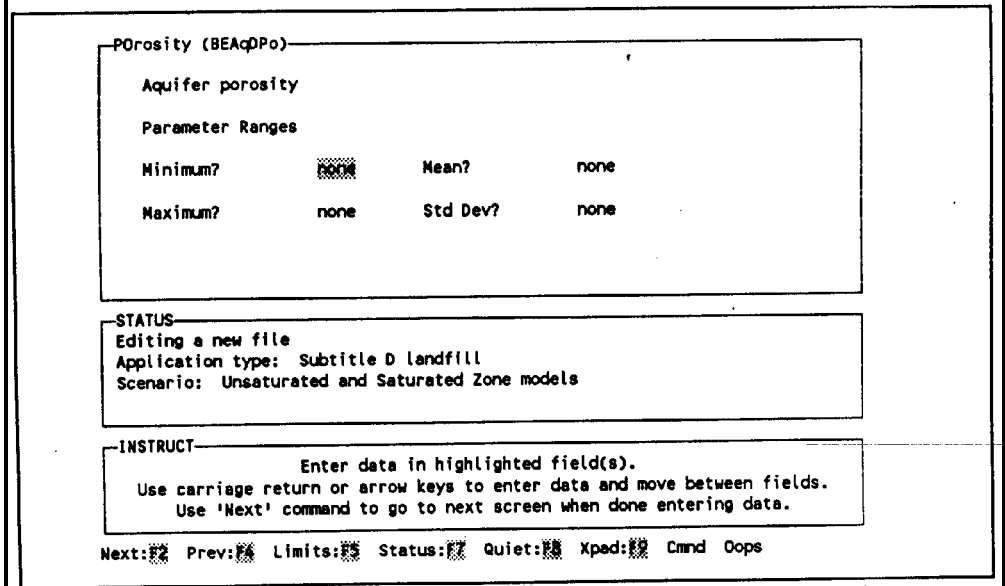 POrosity (BEAqDPo)
Aquifer porosity
Parameter Ranges
Minimum? none Mean? none
Maximum? none Std Dev? none
STATUS
Editing a new file
Application type: Subtitle D landfill
Scenario: Unsaturated and Saturated Zone models
INSTRUCT
Enter data in highlighted field(s).
Use carriage return or arrow keys to enter data and move between fields.
Use 'Next' command to go to next screen when done entering data.
Next:F2 Prev:F4 Limits:F5 Status:F7 Quiet:F8 Xpad:F9 Cmnd Oops